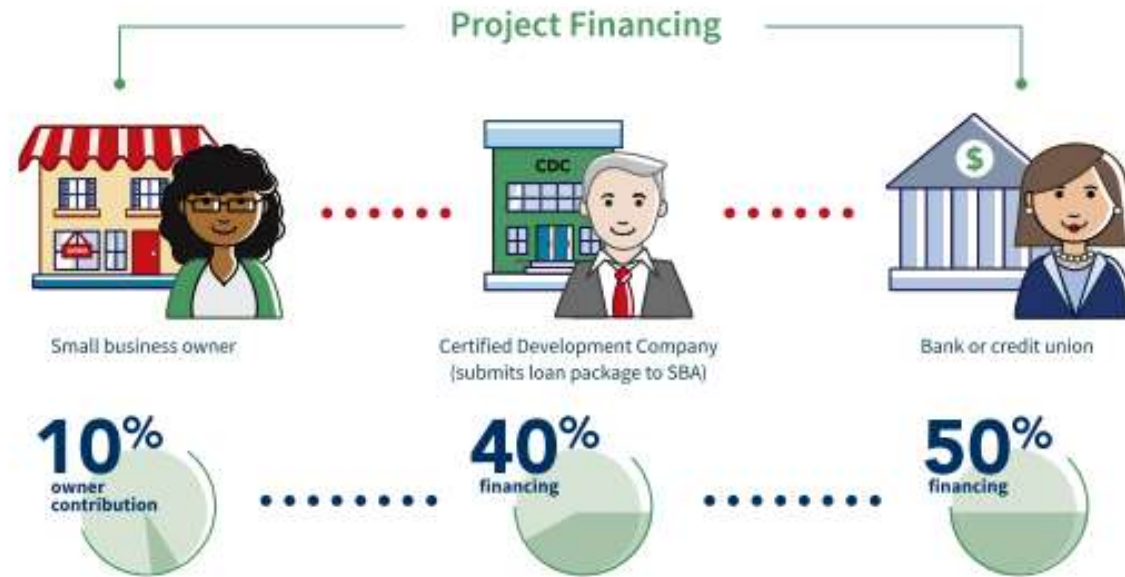 Project Financing
CDC
$
Small business owner
Certified Development Company
(submits loan package to SBA)
Bank or credit union
10%
owner
contribution
40%
financing
50%
financing